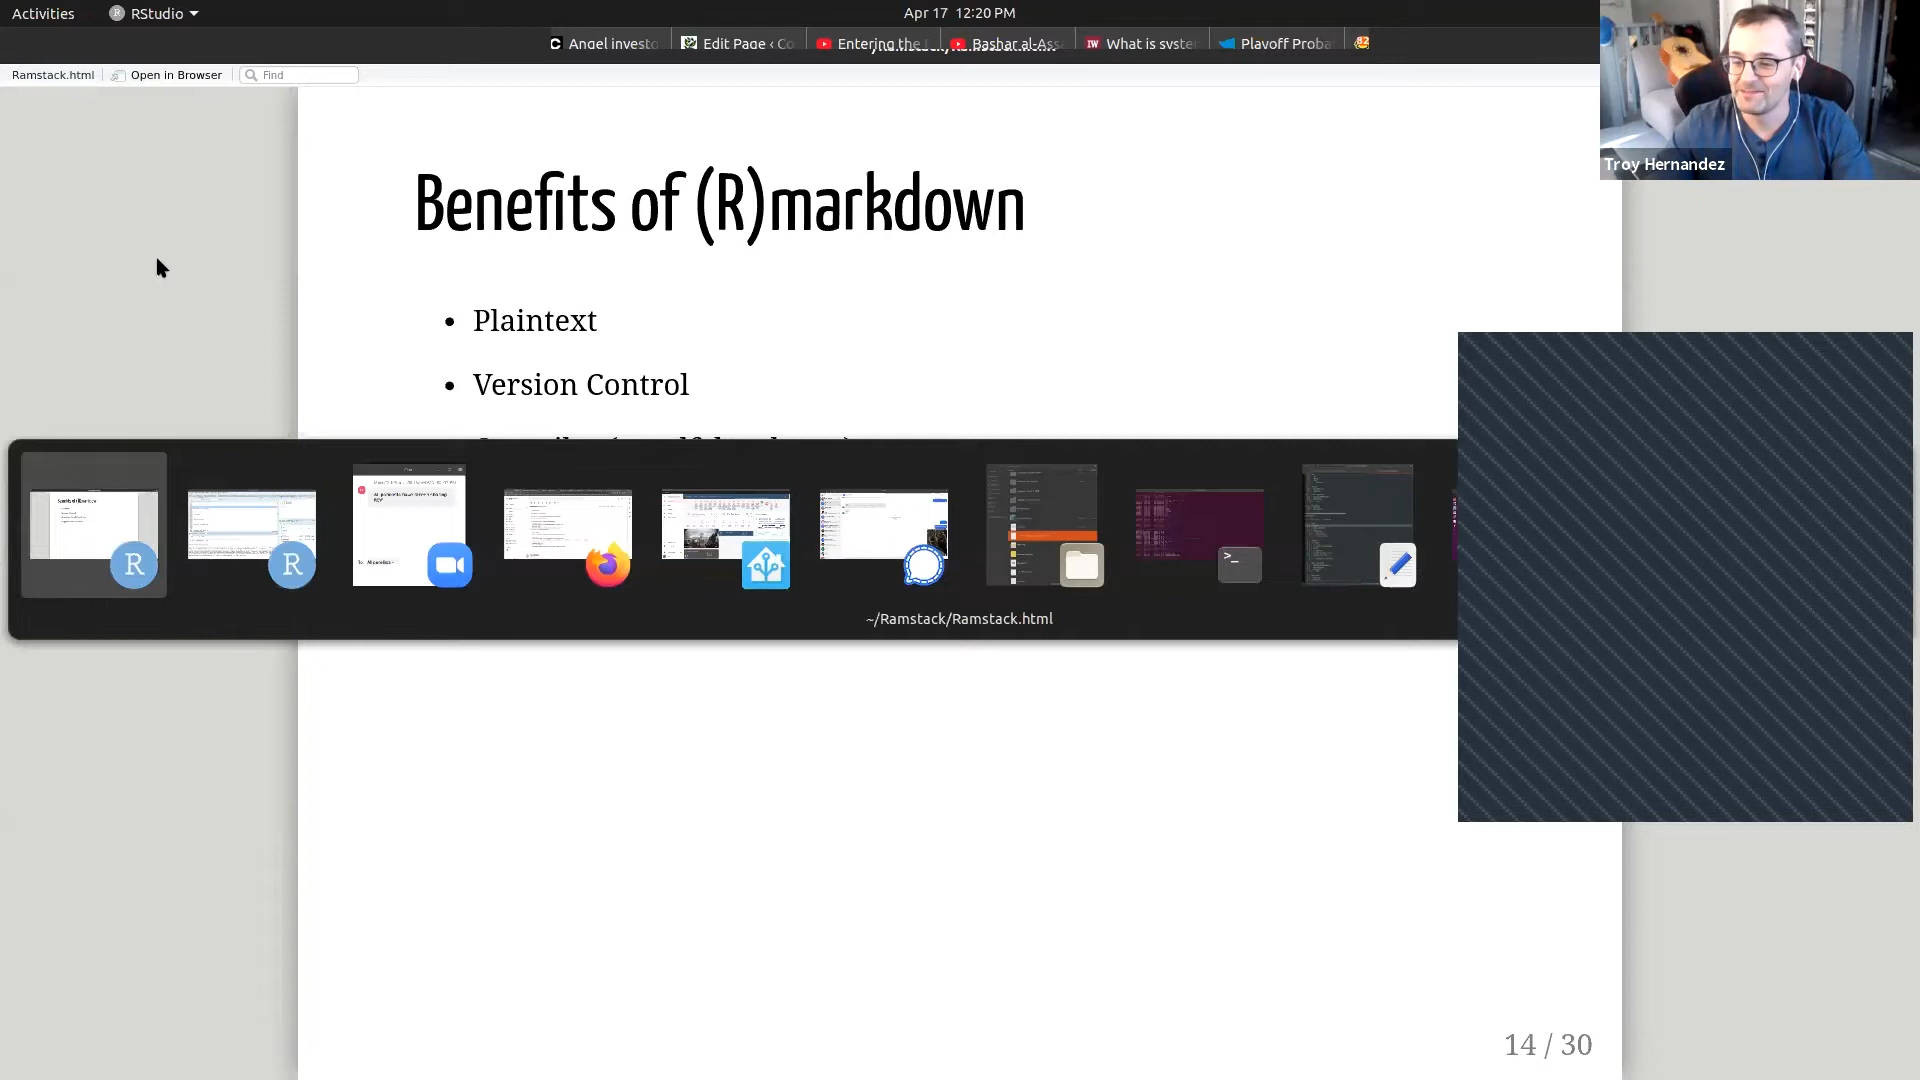 Activities
RStudio
Apr 17 12:20 PM
Angel investo
Edit Page ‹ Co
Entering the
Bashar al-Ass
What is syste
Playoff Proba
Ramstack.html
Open in Browser
Find
Troy Hernandez
Benefits of (R)markdown
• Plaintext
• Version Control
~/Ramstack/Ramstack.html
14 / 30